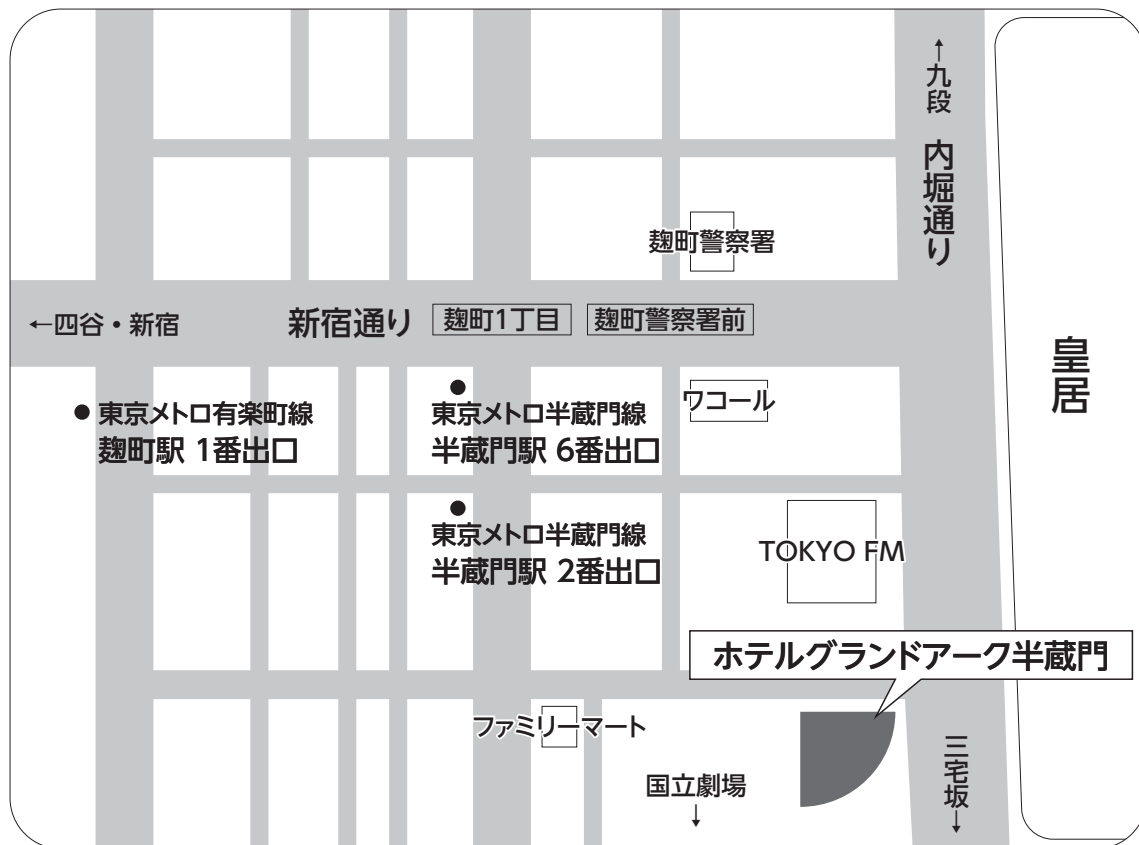 ↑九段
内堀通り
麹町警察署
←四谷・新宿
新宿通り
麹町1丁目
麹町警察署前
皇居
東京メトロ有楽町線
麹町駅 1番出口
東京メトロ半蔵門線
半蔵門駅 6番出口
ワコール
東京メトロ半蔵門線
半蔵門駅 2番出口
TOKYO FM
ホテルグランドアーク半蔵門
ファミリーマート
国立劇場↓
三宅坂↓